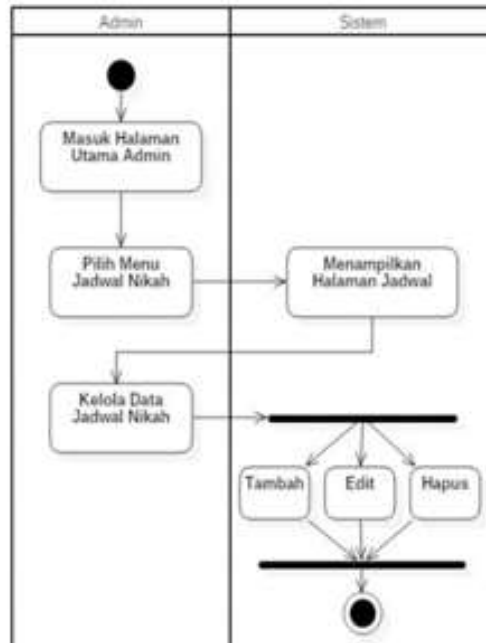 Admin
Sistem
Masuk Halaman
Utama Admin
Pilih Menu
Jadwal Nikah
Menampilkan
Halaman Jadwal
Kelola Data
Jadwal Nikah
Tambah
Edit
Hapus